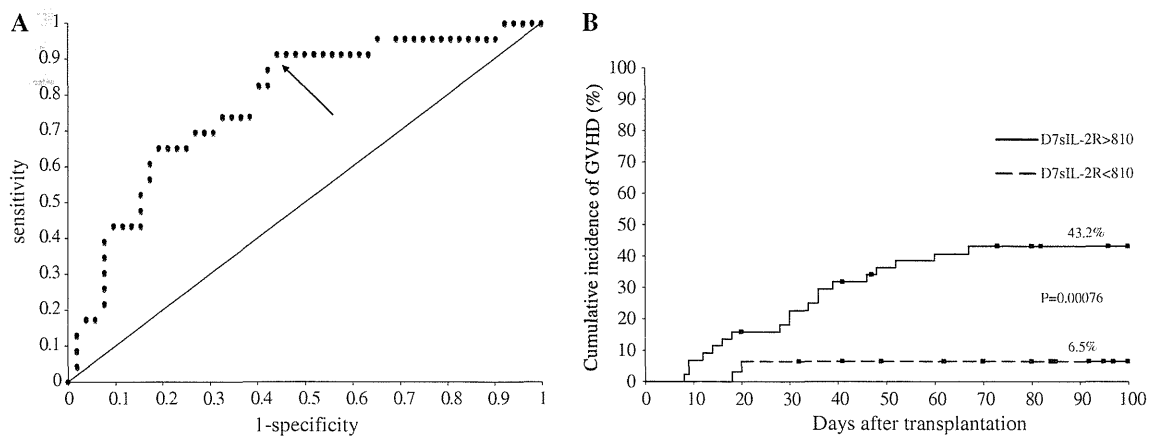 A
1
0.9
0.8
0.7
0.6
0.5
0.4
0.3
0.2
0.1
0
sensitivity
0 0.1 0.2 0.3 0.4 0.5 0.6 0.7 0.8 0.9 1
1-specificity
B
100
90
80
70
60
50
40
30
20
10
0
Cumulative incidence of GVHD (%)
D7sIL-2R>810
D7sIL-2R<810
43.2%
P=0.00076
6.5%
0 10 20 30 40 50 60 70 80 90 100
Days after transplantation